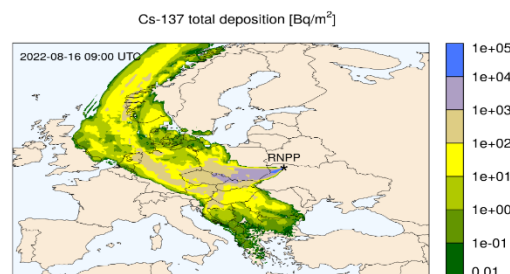 Cs-137 total deposition [Bq/m²]
2022-08-16 09:00 UTC
RNPP
1e+05
1e+04
1e+03
1e+02
1e+01
1e+00
1e-01
0.01